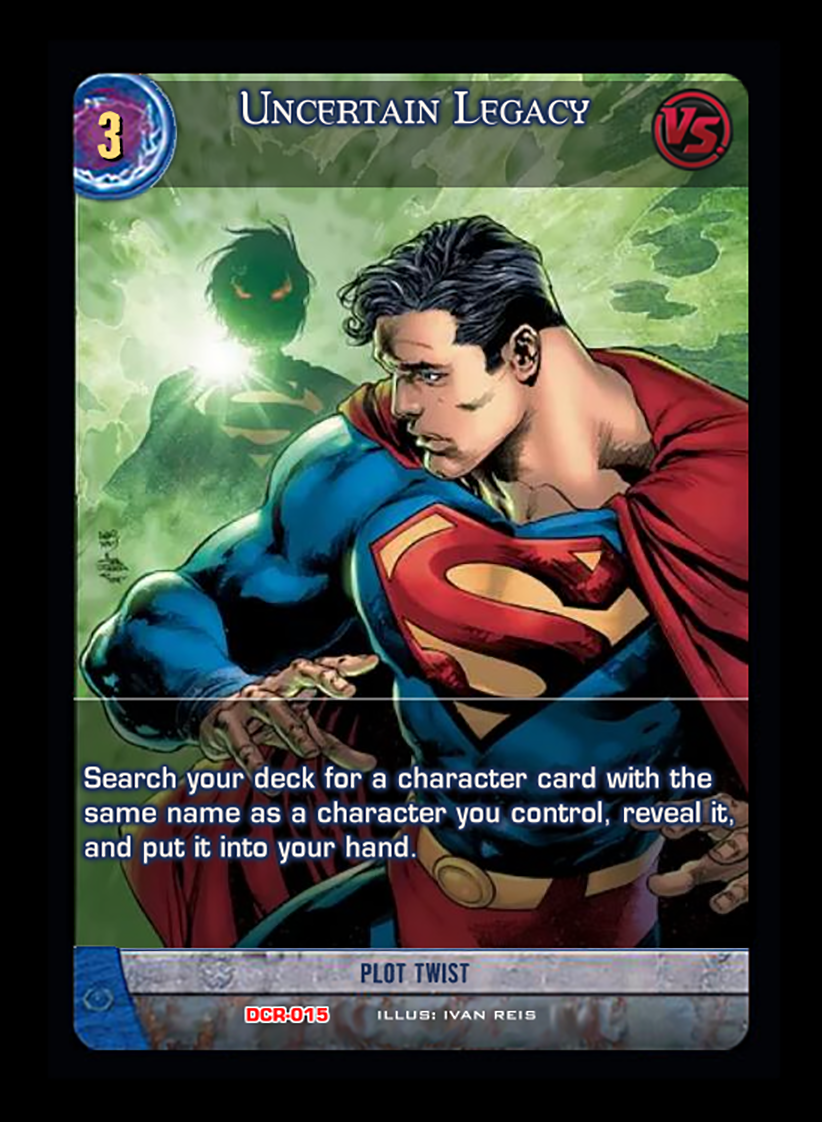 3
UNCERTAIN LEGACY
VS.
Search your deck for a character card with the
same name as a character you control, reveal it,
and put it into your hand.
PLOT TWIST
DCR-015 ILLUS: IVAN REIS